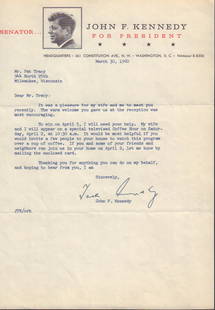 SENATOR...
JOHN F. KENNEDY
FOR PRESIDENT
HEADQUARTERS • 261 CONSTITUTION AVE., N. W. • WASHINGTON, D. C. •
March 30, 1960
Mr. Pat Tracy
Milwaukee, Wisconsin
Dear Mr. Tracy:
It was a pleasure for my wife and me to meet you
recently. The warm welcome you gave us at the reception was
most encouraging.
To win on April 5, I will need your help. My wife
and I will appear on a special televised Coffee Hour on Satur-
day, April 2, at 10:30 a.m. It would be most helpful if you
would invite a few people to your house to watch this program
over a cup of coffee. If you and some of your friends and
neighbors can join us in your home on April 2, let me know by
mailing the enclosed card.
Thanking you for anything you can do on my behalf,
and hoping to hear from you, I am
Sincerely,
John F. Kennedy